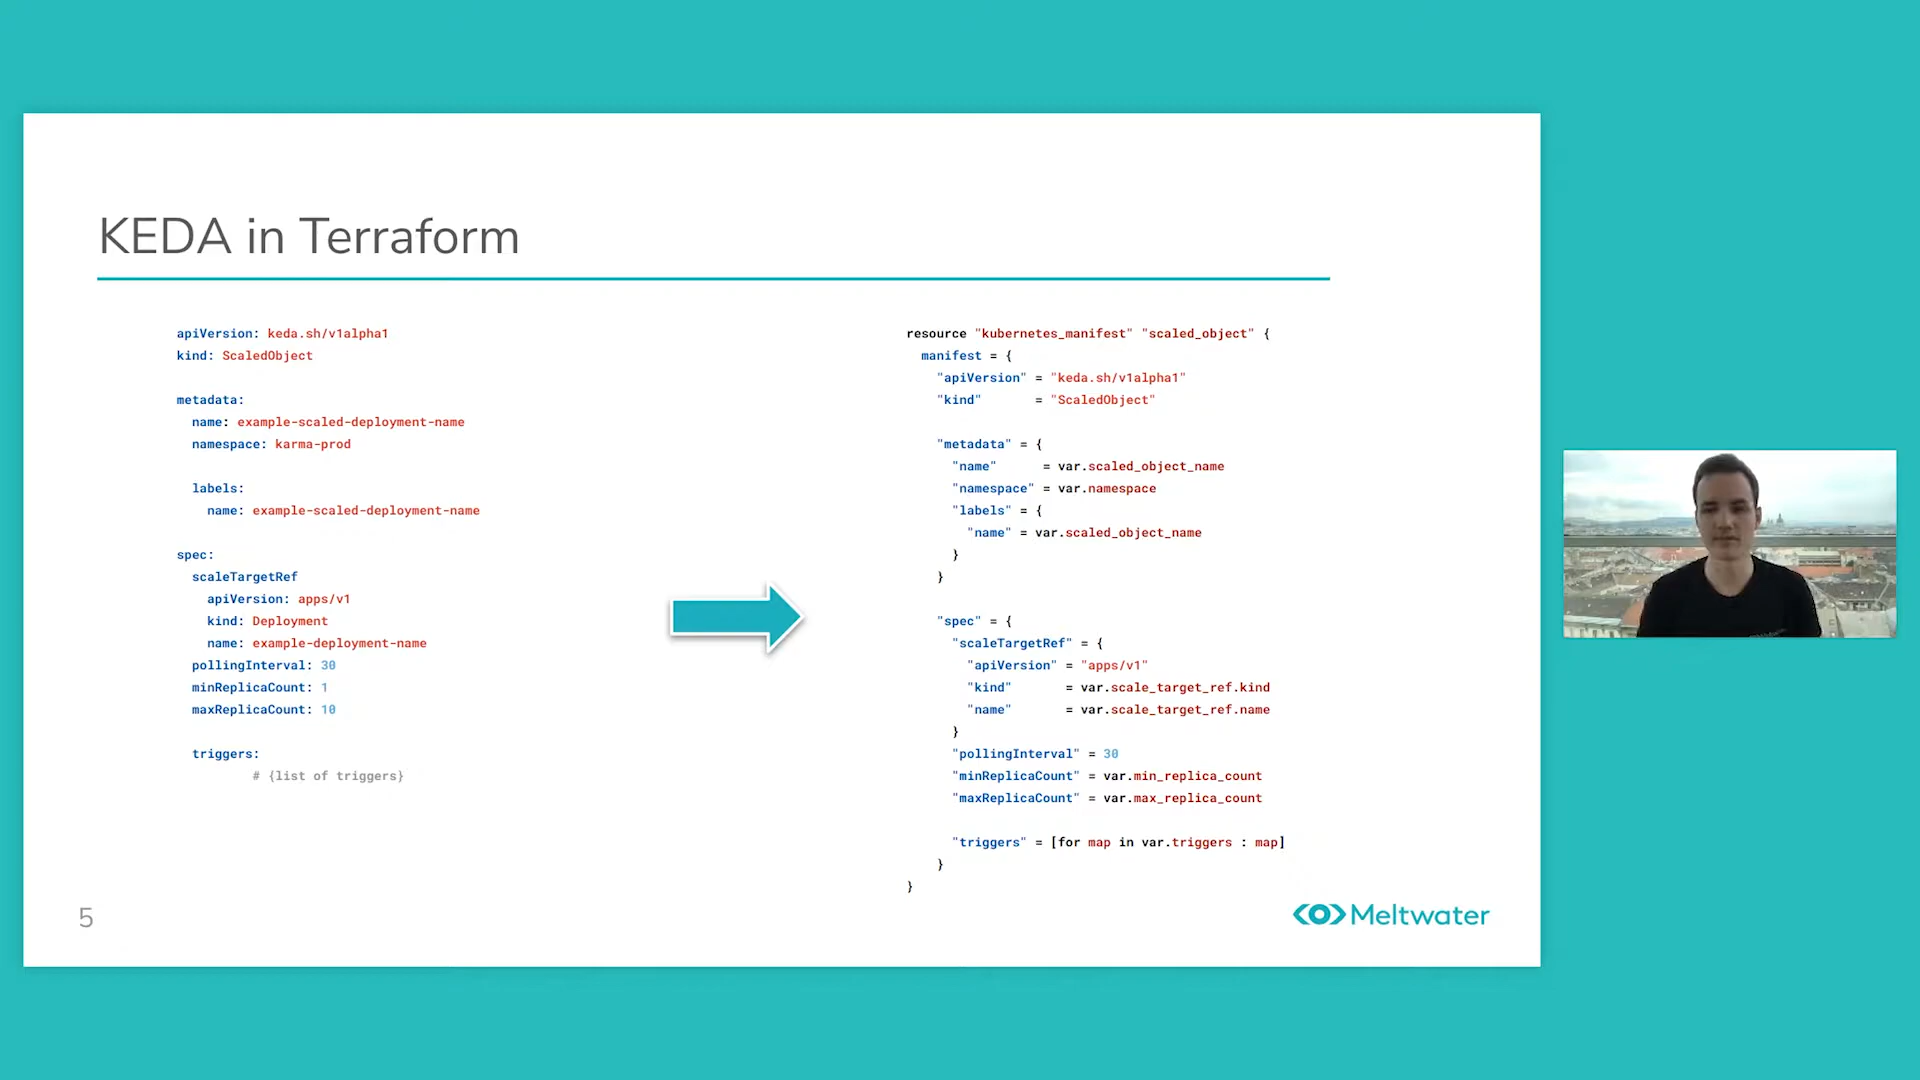 KEDA in Terraform
apiVersion: keda.sh/v1alpha1
kind: ScaledObject
metadata:
name: example-scaled-deployment-name
namespace: karma-prod
labels:
name: example-scaled-deployment-name
spec:
scaleTargetRef
apiVersion: apps/v1
kind: Deployment
name: example-deployment-name
pollingInterval: 30
minReplicaCount: 1
maxReplicaCount: 10
triggers:
# {list of triggers}
resource "kubernetes_manifest" "scaled_object" {
manifest = {
"apiVersion" = "keda.sh/v1alpha1"
"kind" = "ScaledObject"
"metadata" = {
"name" = var.scaled_object_name
"namespace" = var.namespace
"labels" = {
"name" = var.scaled_object_name
}
}
"spec" = {
"scaleTargetRef" = {
"apiVersion" = "apps/v1"
"kind" = var.scale_target_ref.kind
"name" = var.scale_target_ref.name
}
"pollingInterval" = 30
"minReplicaCount" = var.min_replica_count
"maxReplicaCount" = var.max_replica_count
"triggers" = [for map in var.triggers : map]
}
}
5
Meltwater